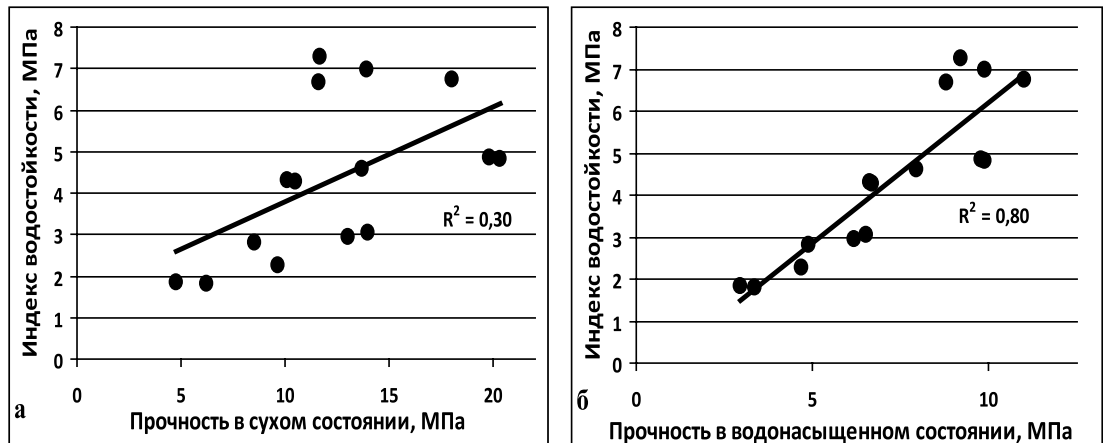 Индекс водостойкости, МПа
8
7
6
5
4
3
2
1
0
R² = 0,30
0 5 10 15 20
а
Прочность в сухом состоянии, МПа
Индекс водостойкости, МПа
8
7
6
5
4
3
2
1
0
R² = 0,80
0 5 10
б
Прочность в водонасыщенном состоянии, МПа